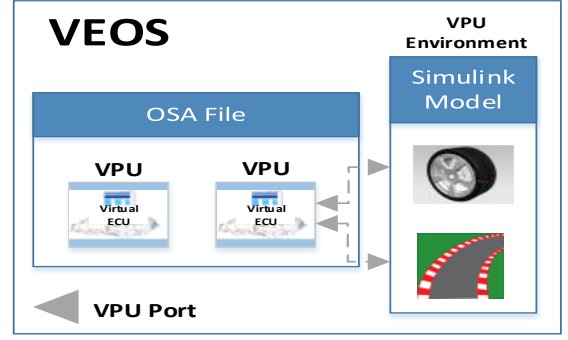 VEOS
VPU
Environment
OSA File
Simulink
Model
VPU
VPU
Virtual
ECU
Virtual
ECU
VPU Port